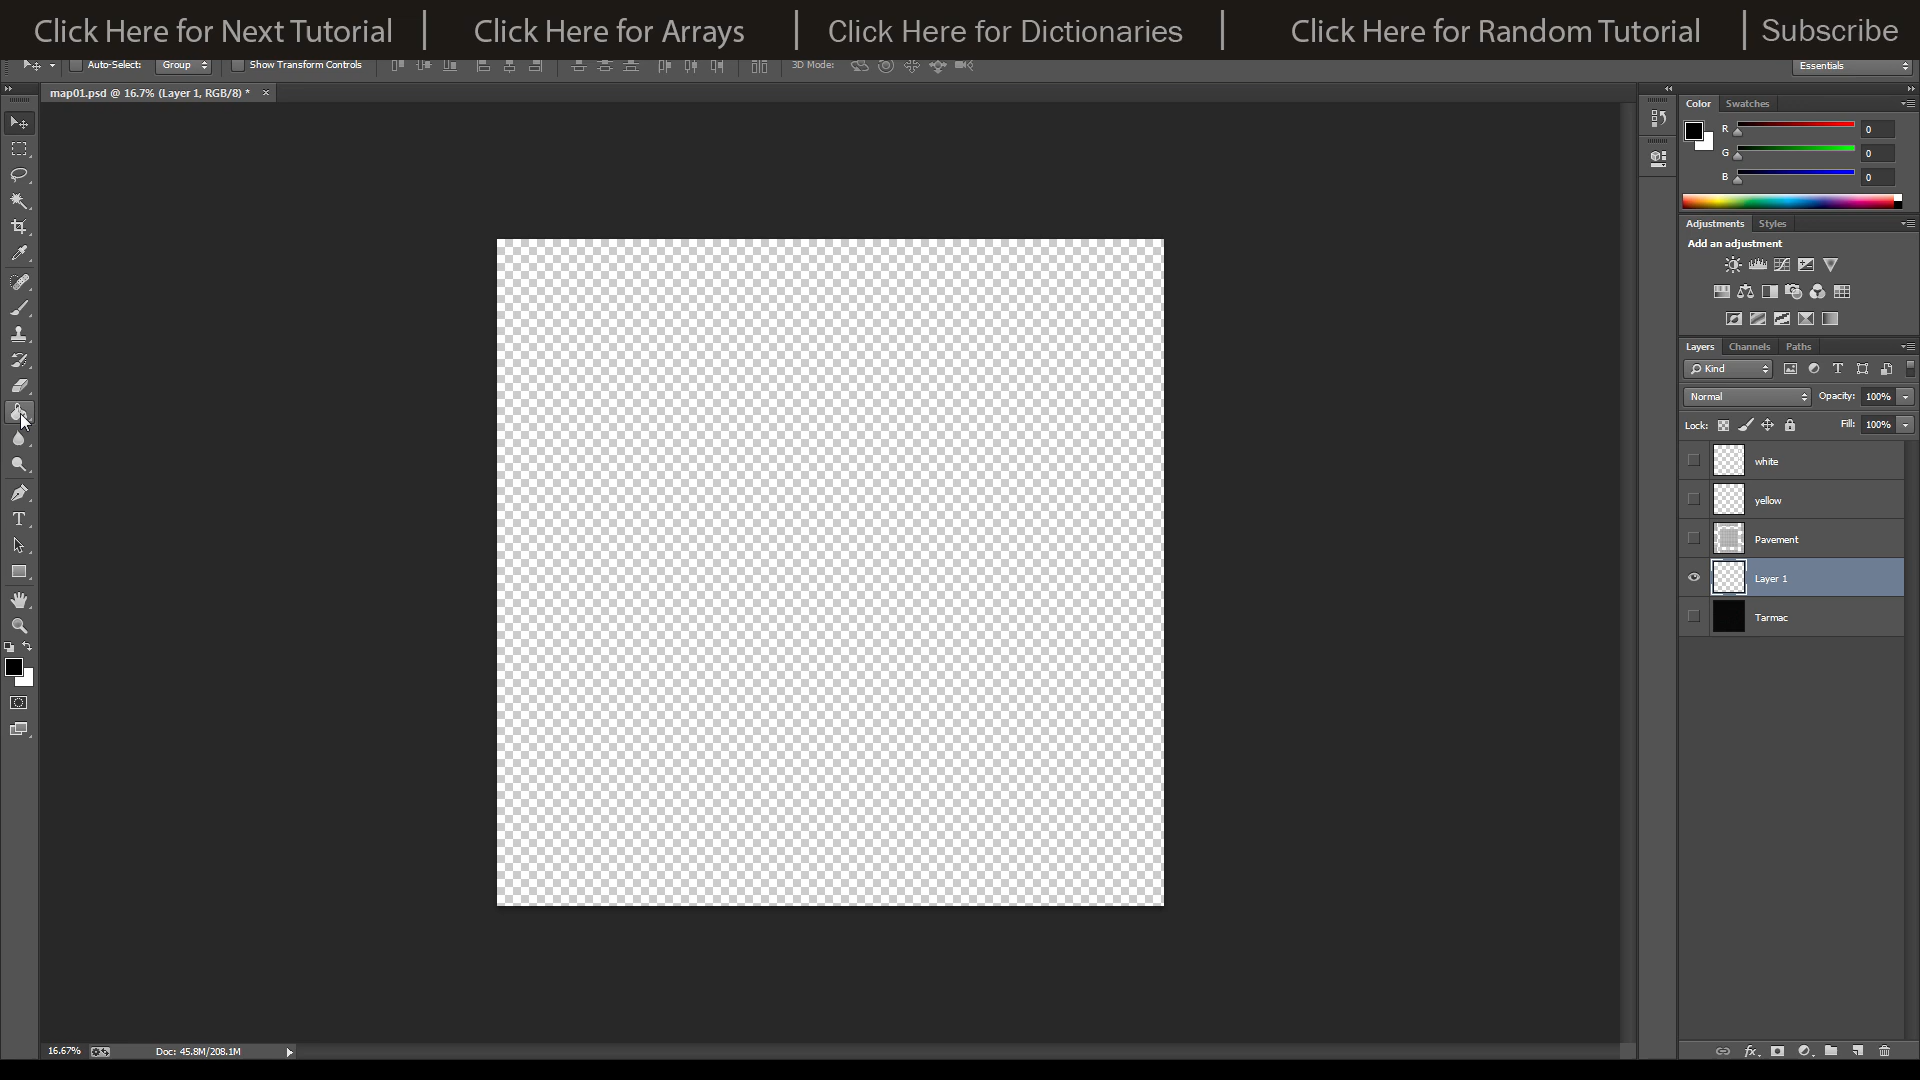 Click Here for Next Tutorial | Click Here for Arrays | Click Here for Dictionaries | Click Here for Random Tutorial | Subscribe
Auto-Select: Group Show Transform Controls 3D Mode: Essentials
map01.psd @ 16.7% (Layer 1, RGB/8) * ×
Color Swatches
R 0
G 0
B 0
Adjustments Styles
Add an adjustment
Layers Channels Paths
Kind
Normal Opacity: 100%
Lock: Fill: 100%
white
yellow
Pavement
Layer 1
Tarmac
16.67% Doc: 45.8M/208.1M